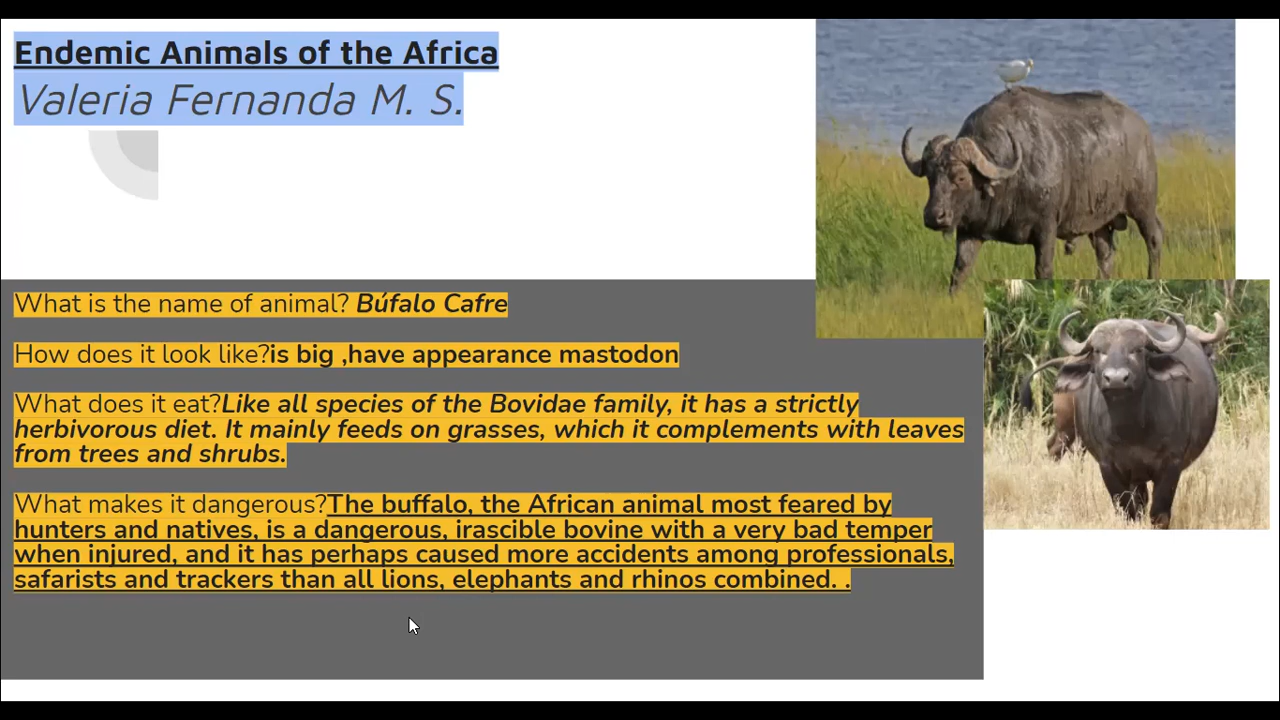 Endemic Animals of the Africa
Valeria Fernanda M. S.
What is the name of animal? Búfalo Cafre
How does it look like?is big ,have appearance mastodon
What does it eat?Like all species of the Bovidae family, it has a strictly
herbivorous diet. It mainly feeds on grasses, which it complements with leaves
from trees and shrubs.
What makes it dangerous?The buffalo, the African animal most feared by
hunters and natives, is a dangerous, irascible bovine with a very bad temper
when injured, and it has perhaps caused more accidents among professionals,
safarists and trackers than all lions, elephants and rhinos combined. .